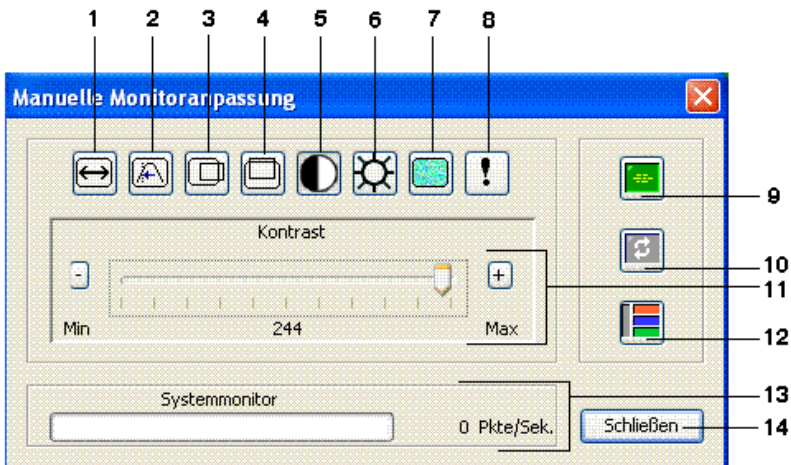 1 2 3 4 5 6 7 8
Manuelle Monitoranpassung
9
Kontrast
- +
10
11
Min 244 Max
12
Systemmonitor
13
0 Pkte/Sek.
Schließen
14